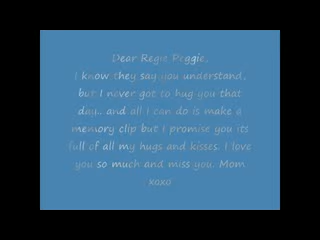 Dear Regie Peggie,
I know they say you understand,
but I never got to hug you that
day.. and all I can do is make a
memory clip but I promise you its
full of all my hugs and kisses. I love
you so much and miss you. Mom
xoxo